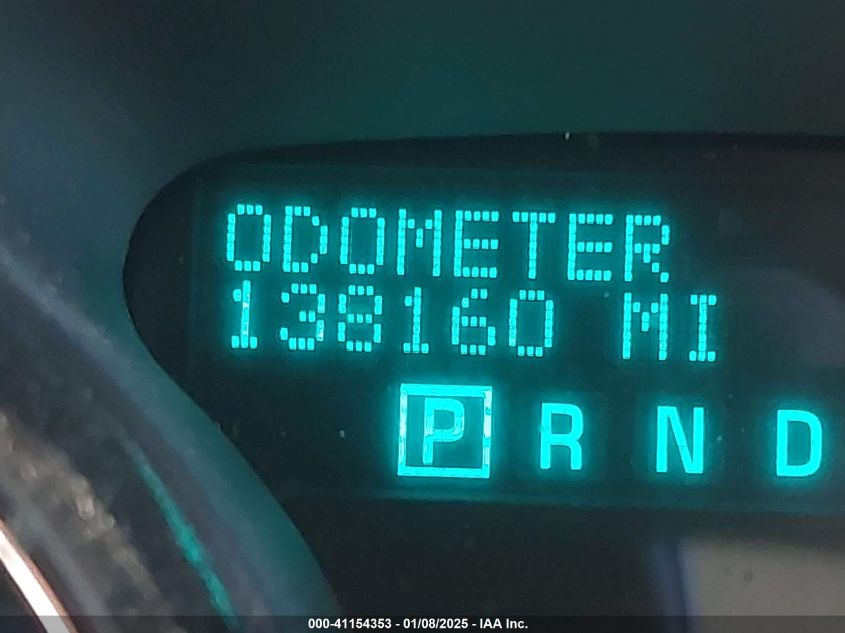 ODOMETER
138160 MI
P R N D
000-41154353 - 01/08/2025 - IAA Inc.